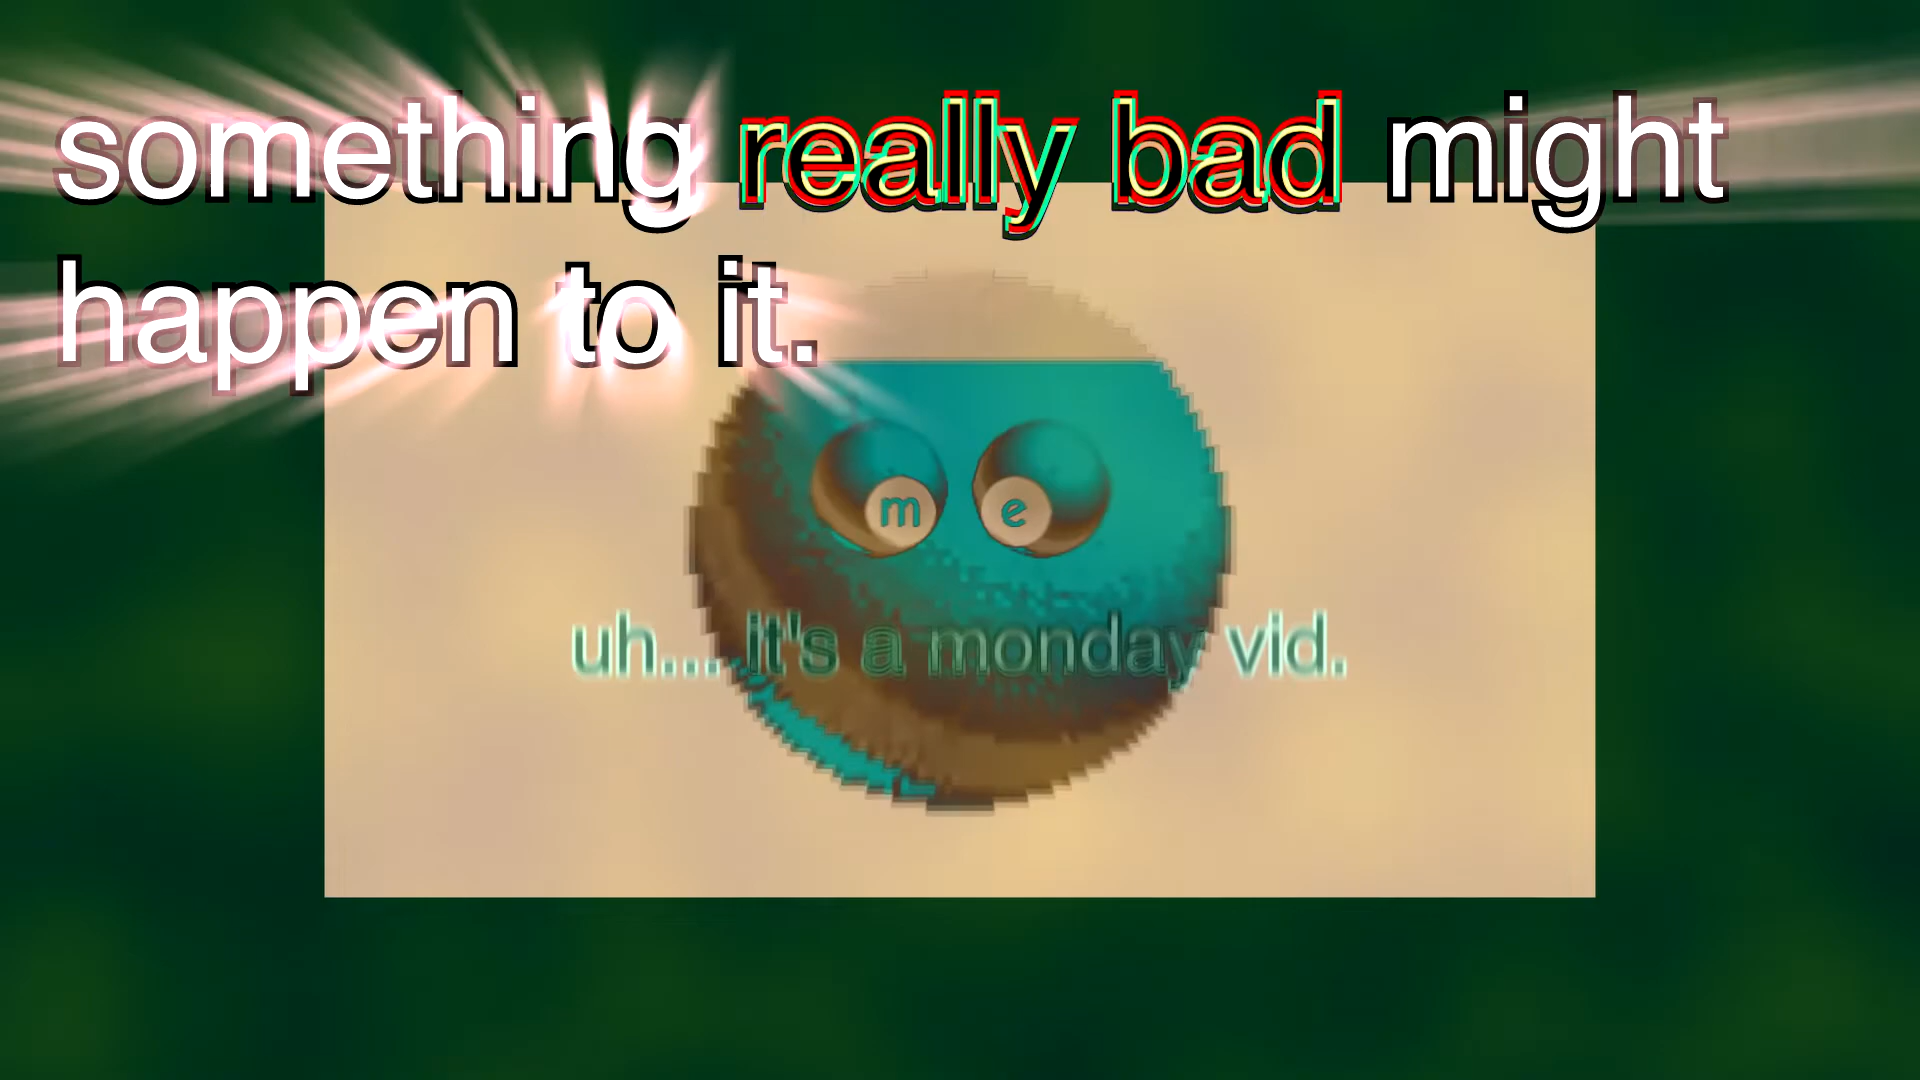 something really bad might
happen to it.
m e
uh... it's a monday vid.